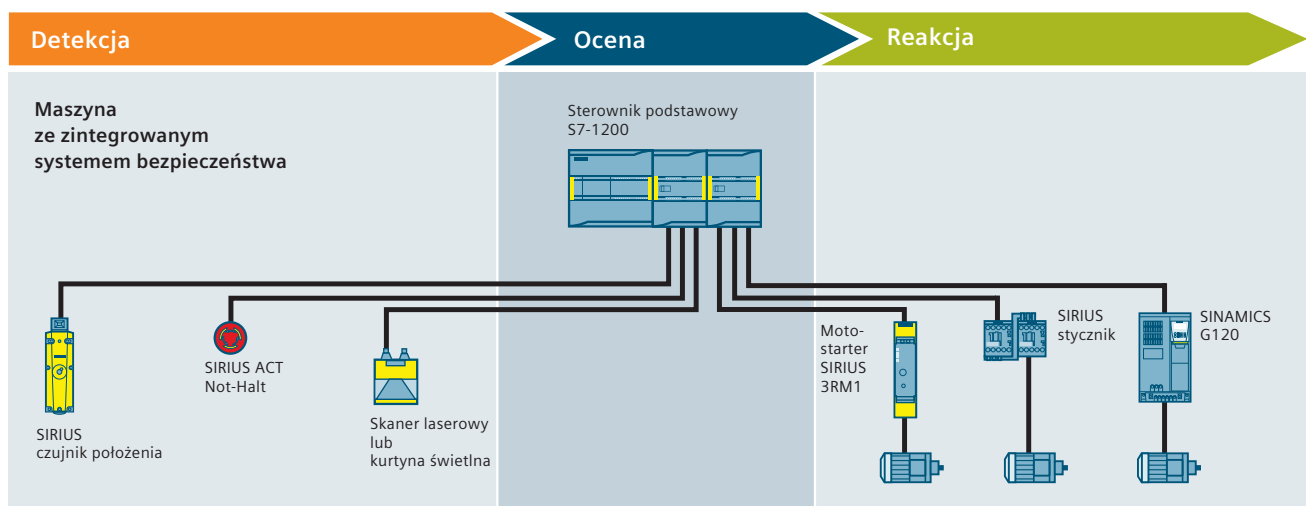 Detekcja
Ocena
Reakcja
Maszyna
ze zintegrowanym
systemem bezpieczeństwa
Sterownik podstawowy
S7-1200
SIRIUS
czujnik położenia
SIRIUS ACT
Not-Halt
Skaner laserowy
lub
kurtyna świetlna
Moto-
starter
SIRIUS
3RM1
SIRIUS
stycznik
SINAMICS
G120